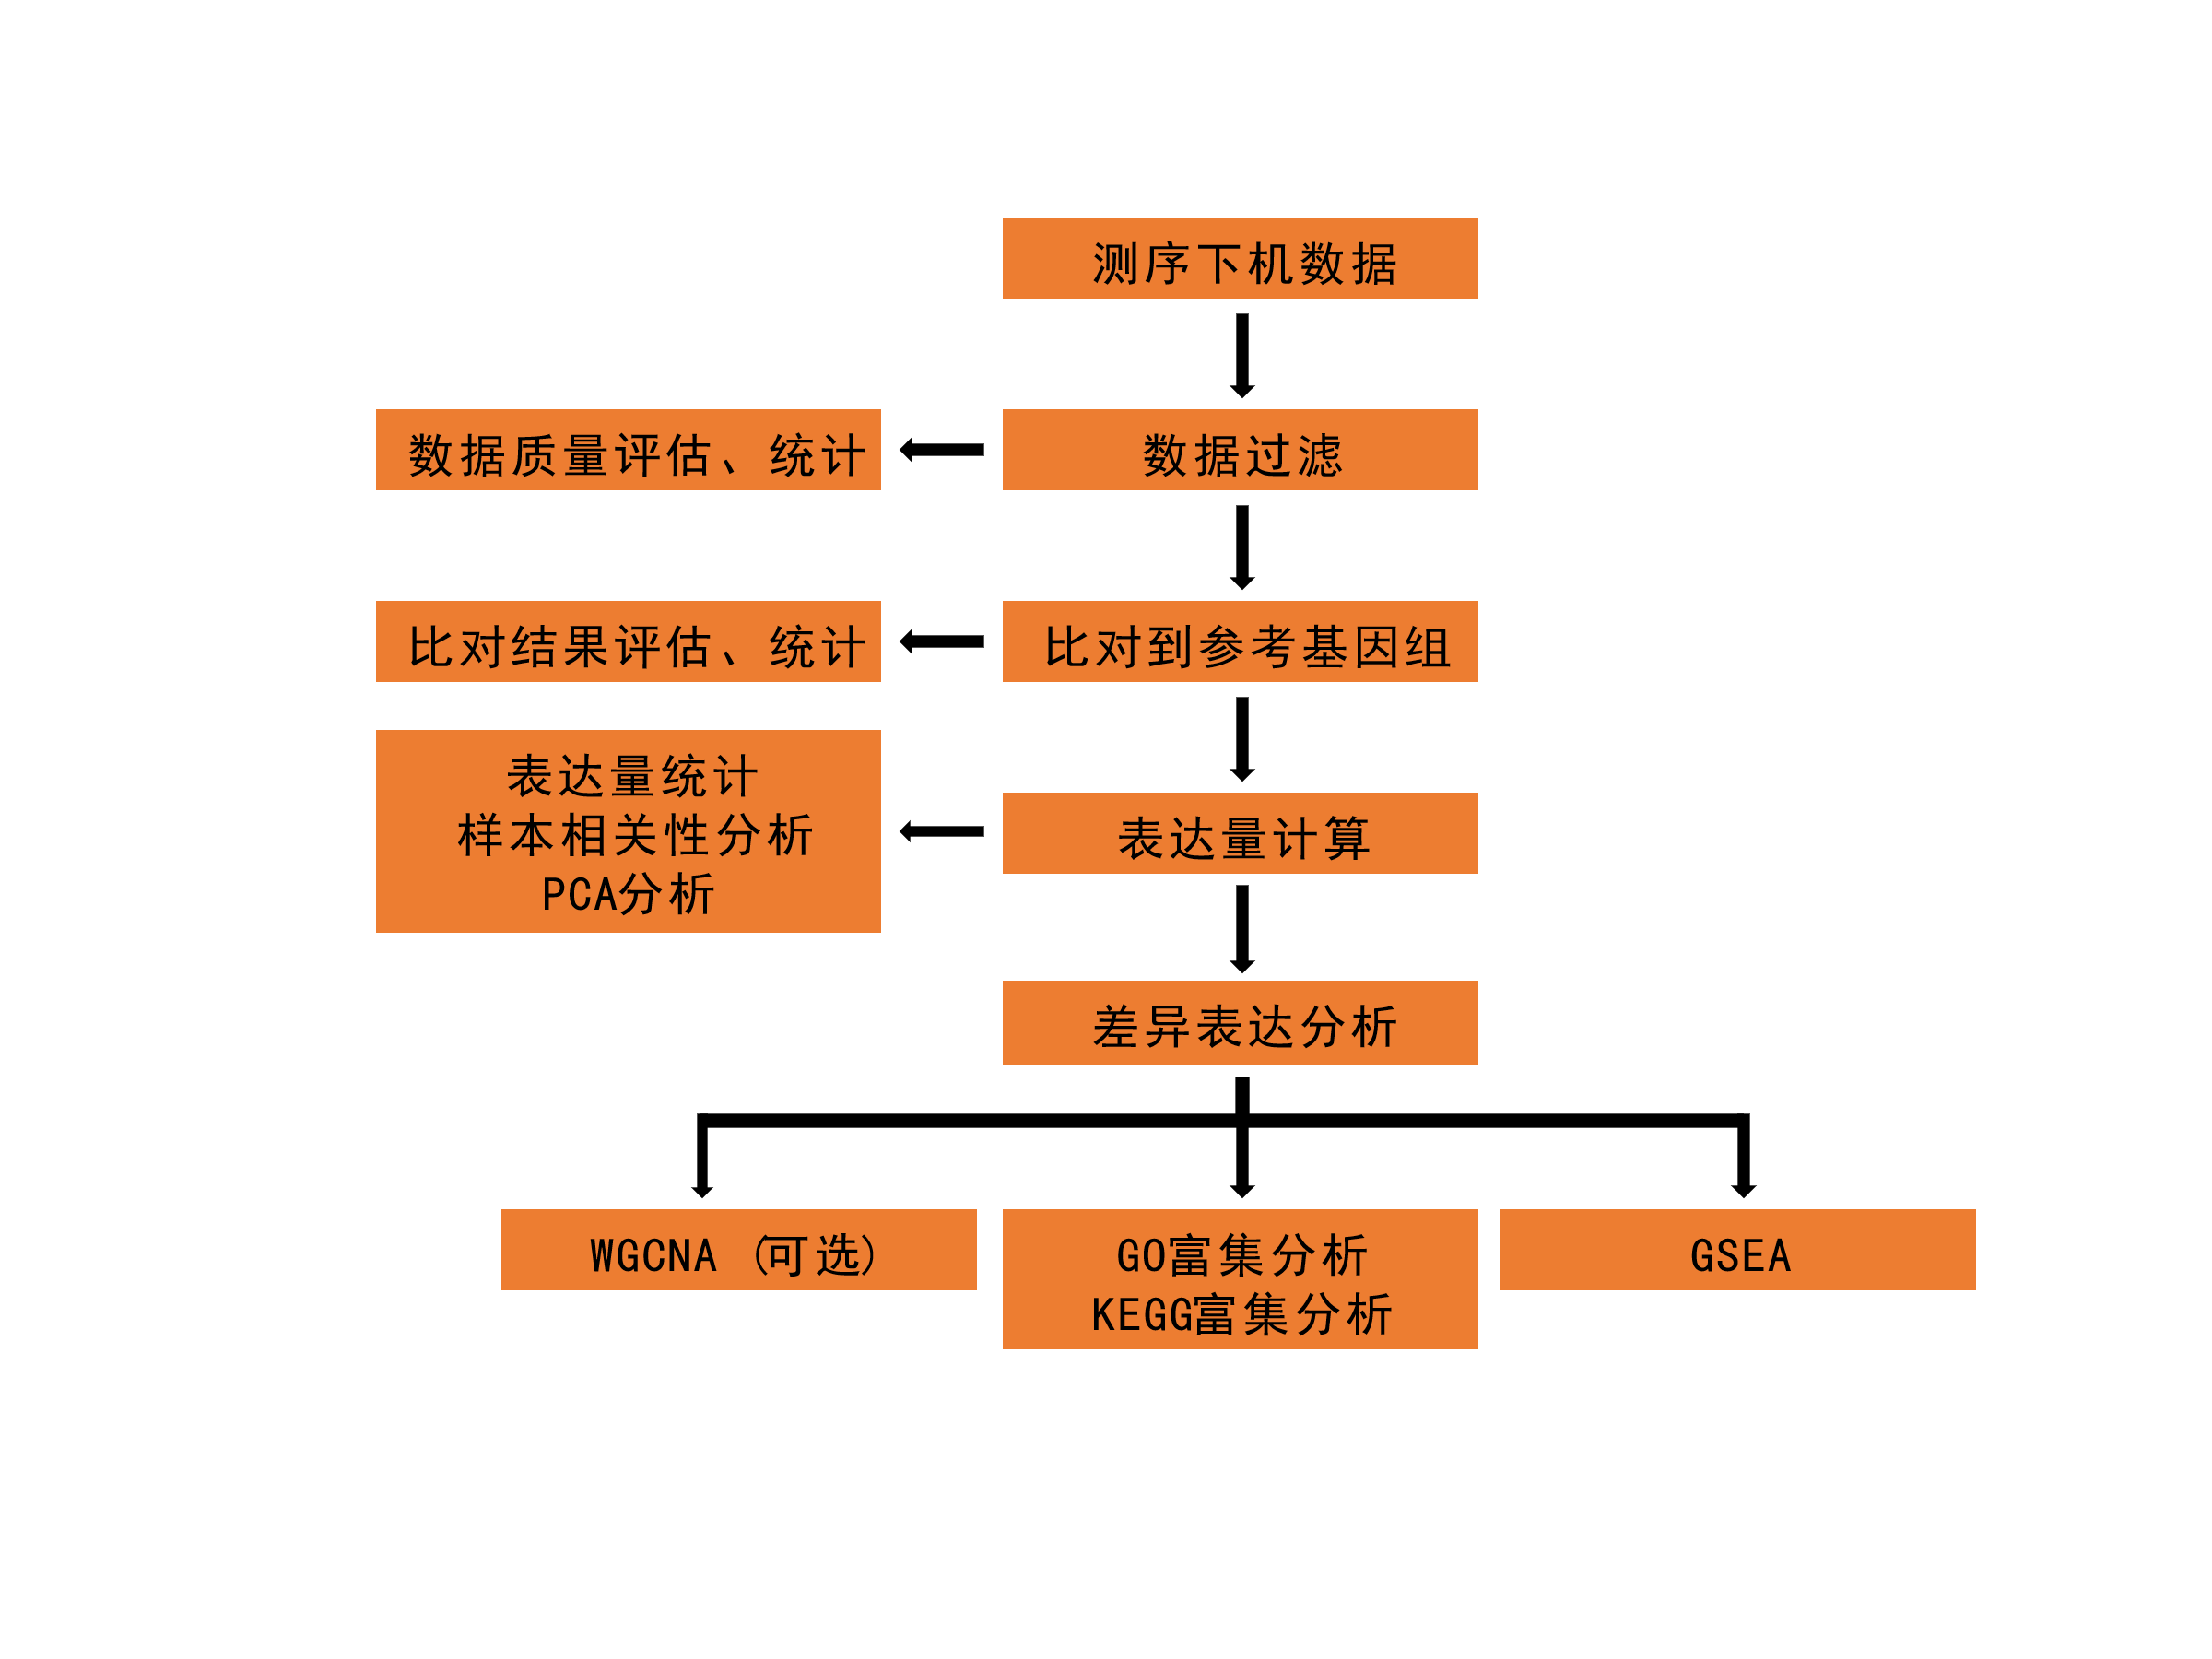 测序下机数据
数据质量评估、统计
数据过滤
比对结果评估、统计
比对到参考基因组
表达量统计
样本相关性分析
PCA分析
表达量计算
差异表达分析
WGCNA (可选)
GO富集分析
KEGG富集分析
GSEA